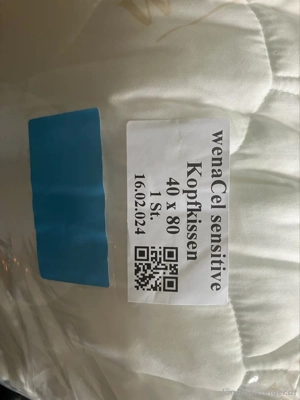 wenaCel sensitive
Kopfkissen
40 x 80
1 St.
16.02.024